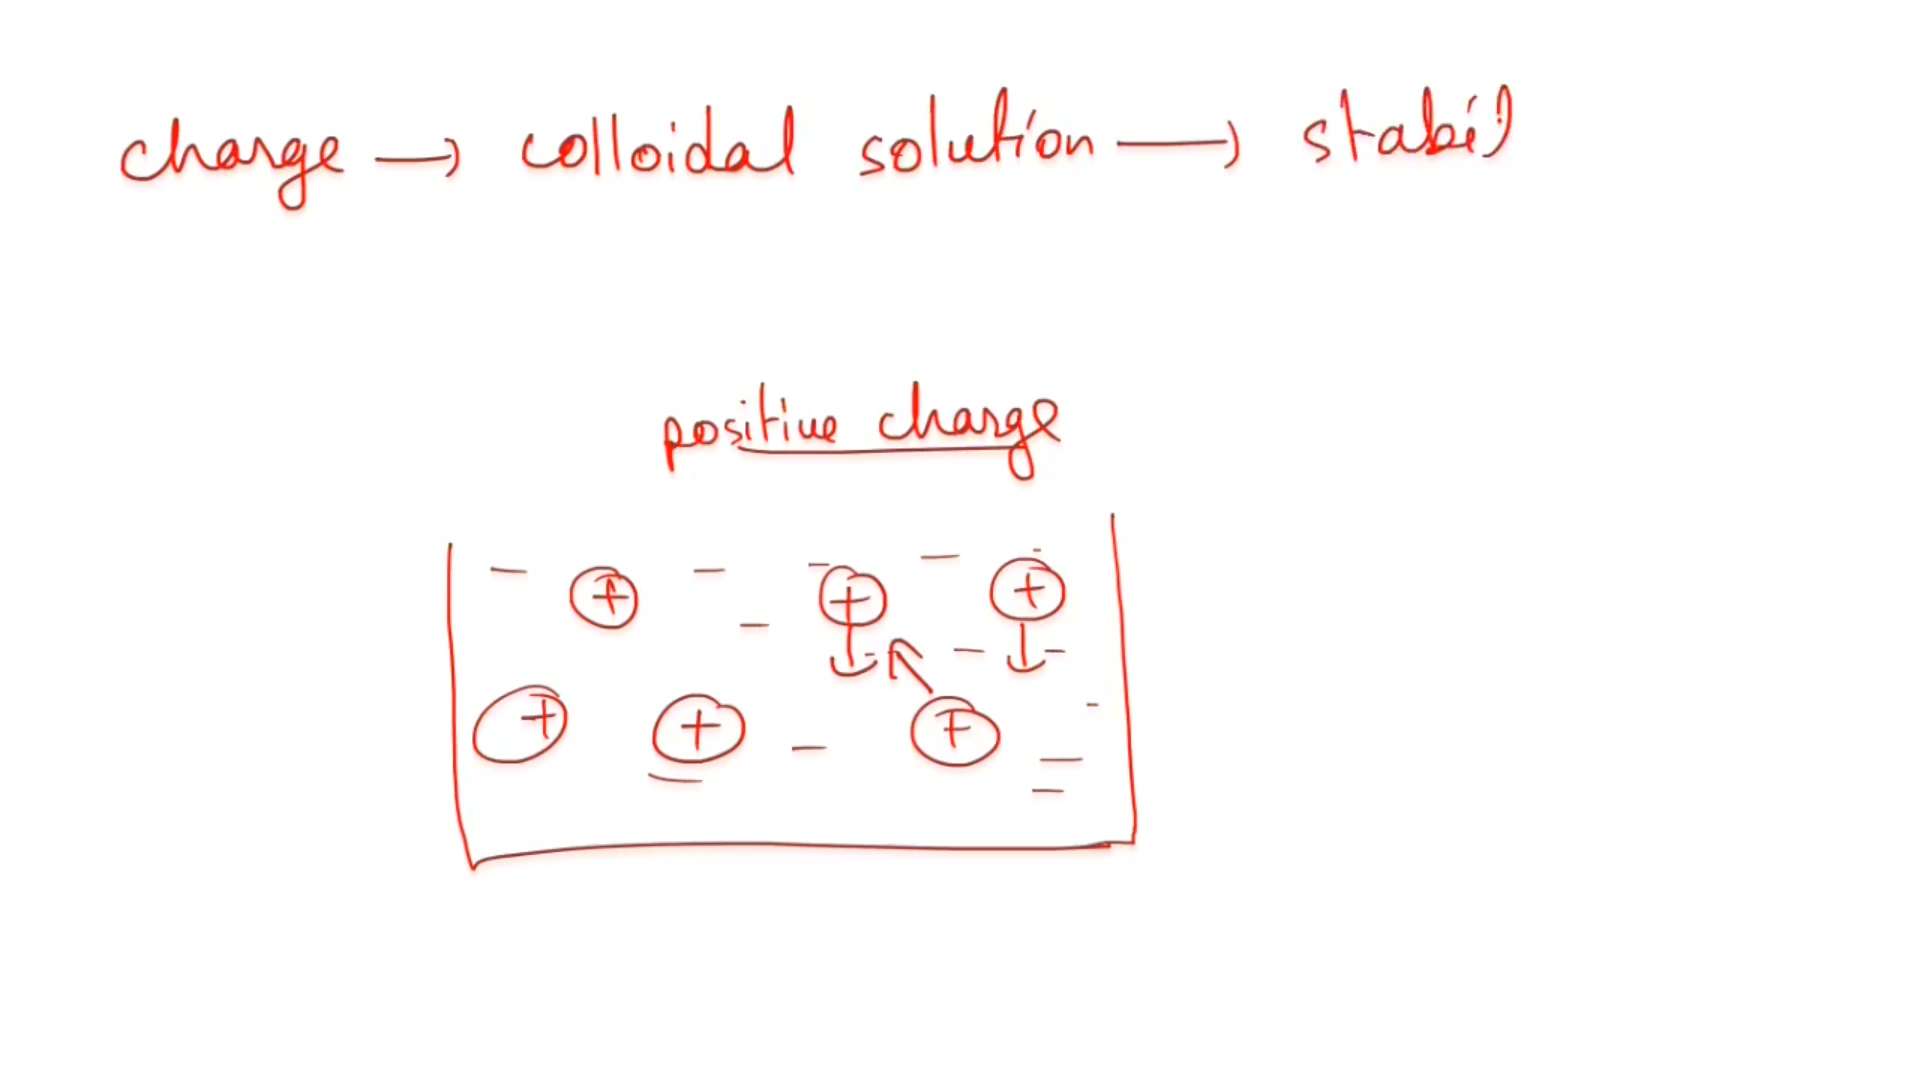 charge → colloidal solution → stabil
positive charge
- + - - + - + -
- - - -
+ + - + - -
- -